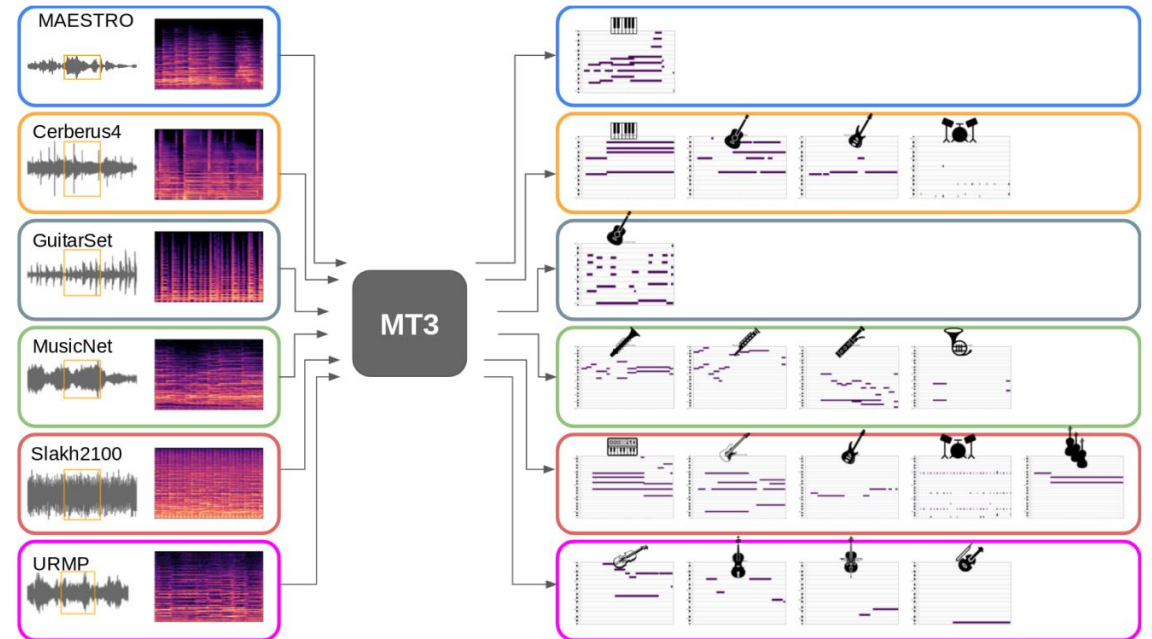 MAESTRO
Cerberus4
GuitarSet
MusicNet
Slakh2100
URMP
MT3